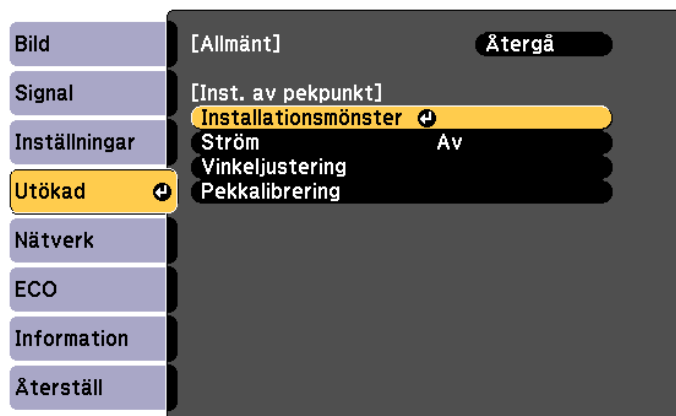 Bild
Signal
Inställningar
Utökad
Nätverk
ECO
Information
Återställ
[Allmänt] Återgå
[Inst. av pekpunkt]
Installationsmönster
Ström Av
Vinkeljustering
Pekkalibrering